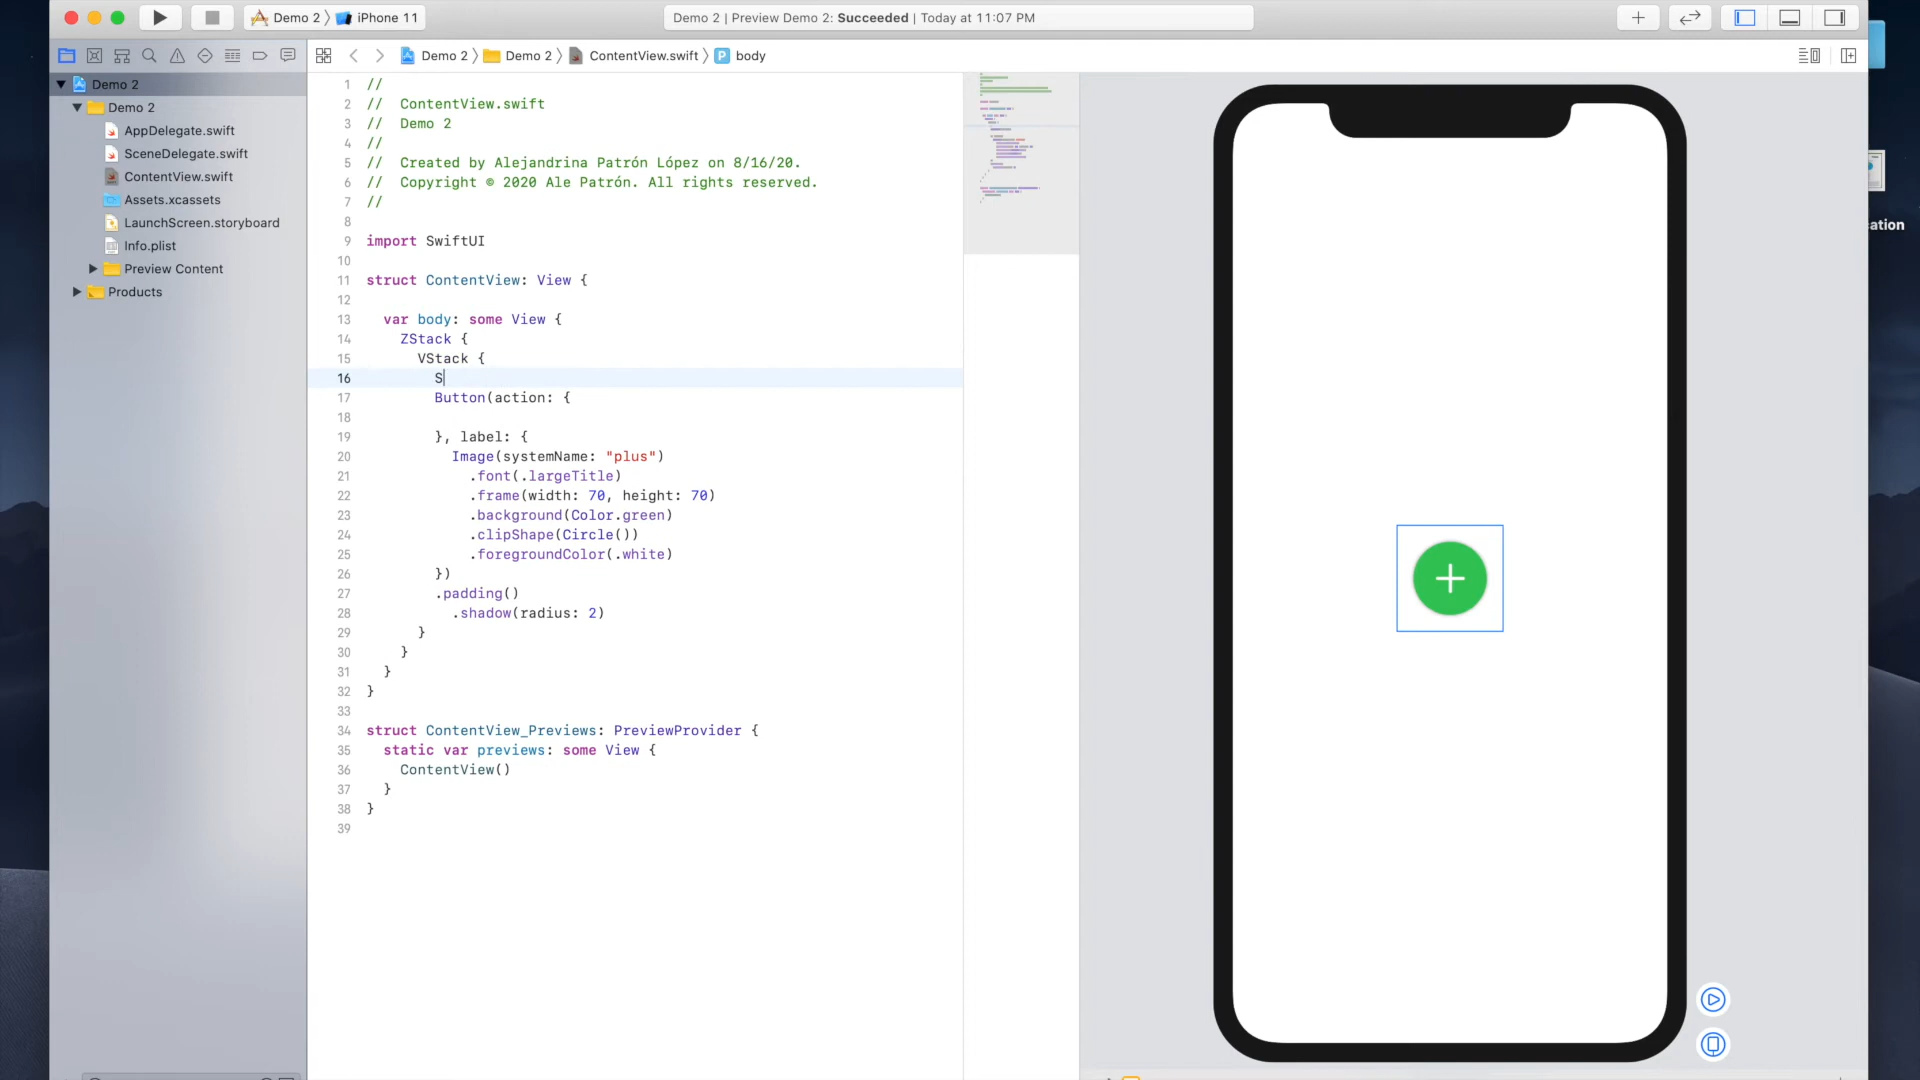 Demo 2 〉 iPhone 11
Demo 2 | Preview Demo 2: Succeeded | Today at 11:07 PM
Demo 2 〉 Demo 2 〉 ContentView.swift 〉 P body
Demo 2
Demo 2
AppDelegate.swift
SceneDelegate.swift
ContentView.swift
Assets.xcassets
LaunchScreen.storyboard
Info.plist
Preview Content
Products
1 //
2 //  ContentView.swift
3 //  Demo 2
4 //
5 //  Created by Alejandrina Patrón López on 8/16/20.
6 //  Copyright © 2020 Ale Patrón. All rights reserved.
7 //
8
9 import SwiftUI
10
11 struct ContentView: View {
12
13   var body: some View {
14     ZStack {
15       VStack {
16         S
17         Button(action: {
18
19         }, label: {
20           Image(systemName: "plus")
21             .font(.largeTitle)
22             .frame(width: 70, height: 70)
23             .background(Color.green)
24             .clipShape(Circle())
25             .foregroundColor(.white)
26         })
27         .padding()
28           .shadow(radius: 2)
29       }
30     }
31   }
32 }
33
34 struct ContentView_Previews: PreviewProvider {
35   static var previews: some View {
36     ContentView()
37   }
38 }
39
ation